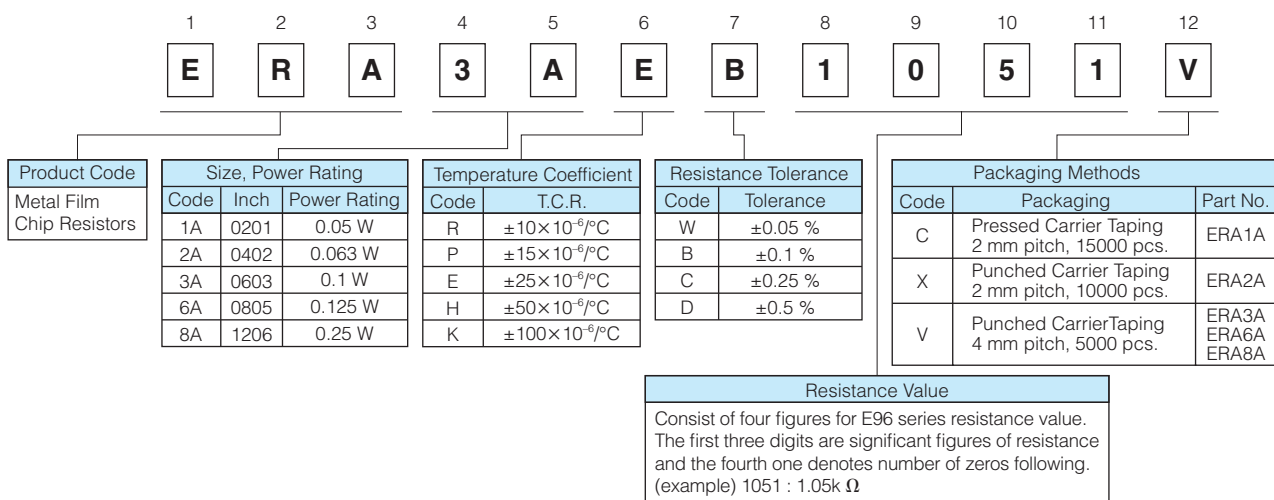 1 2 3 4 5 6 7 8 9 10 11 12
E R A 3 A E B 1 0 5 1 V
Product Code
Metal Film
Chip Resistors
Size, Power Rating
Code Inch Power Rating
1A 0201 0.05 W
2A 0402 0.063 W
3A 0603 0.1 W
6A 0805 0.125 W
8A 1206 0.25 W
Temperature Coefficient
Code T.C.R.
R ±10×10⁻⁶/°C
P ±15×10⁻⁶/°C
E ±25×10⁻⁶/°C
H ±50×10⁻⁶/°C
K ±100×10⁻⁶/°C
Resistance Tolerance
Code Tolerance
W ±0.05 %
B ±0.1 %
C ±0.25 %
D ±0.5 %
Packaging Methods
Code Packaging Part No.
C Pressed Carrier Taping
2 mm pitch, 15000 pcs. ERA1A
X Punched Carrier Taping
2 mm pitch, 10000 pcs. ERA2A
V Punched CarrierTaping
4 mm pitch, 5000 pcs. ERA3A
ERA6A
ERA8A
Resistance Value
Consist of four figures for E96 series resistance value.
The first three digits are significant figures of resistance
and the fourth one denotes number of zeros following.
(example) 1051 : 1.05k Ω